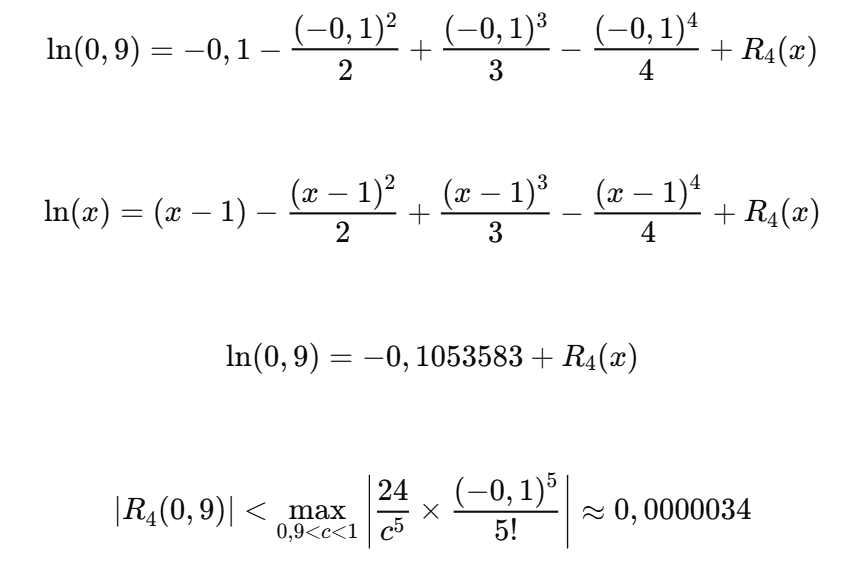 ln(0, 9) = −0, 1 − (−0, 1)²/2 + (−0, 1)³/3 − (−0, 1)⁴/4 + R₄(x)
ln(x) = (x − 1) − (x − 1)²/2 + (x − 1)³/3 − (x − 1)⁴/4 + R₄(x)
ln(0, 9) = −0, 1053583 + R₄(x)
|R₄(0, 9)| < max 0,9<c<1 |24/c⁵ × (−0, 1)⁵/5!| ≈ 0, 0000034